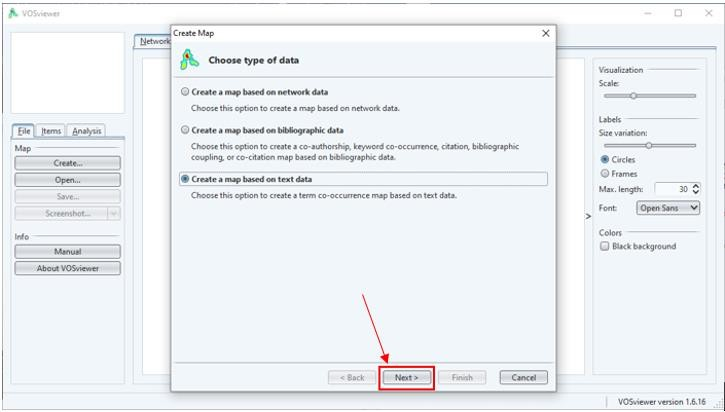 VOSviewer
File Items Analysis
Map
Create...
Open...
Save...
Screenshot...
Info
Manual
About VOSviewer
Network
Create Map
Choose type of data
Create a map based on network data
Choose this option to create a map based on network data.
Create a map based on bibliographic data
Choose this option to create a co-authorship, keyword co-occurrence, citation, bibliographic
coupling, or co-citation map based on bibliographic data.
Create a map based on text data
Choose this option to create a term co-occurrence map based on text data.
< Back Next > Finish Cancel
>
Visualization
Scale:
Labels
Size variation:
Circles
Frames
Max. length: 30
Font: Open Sans
Colors
Black background
VOSviewer version 1.6.16